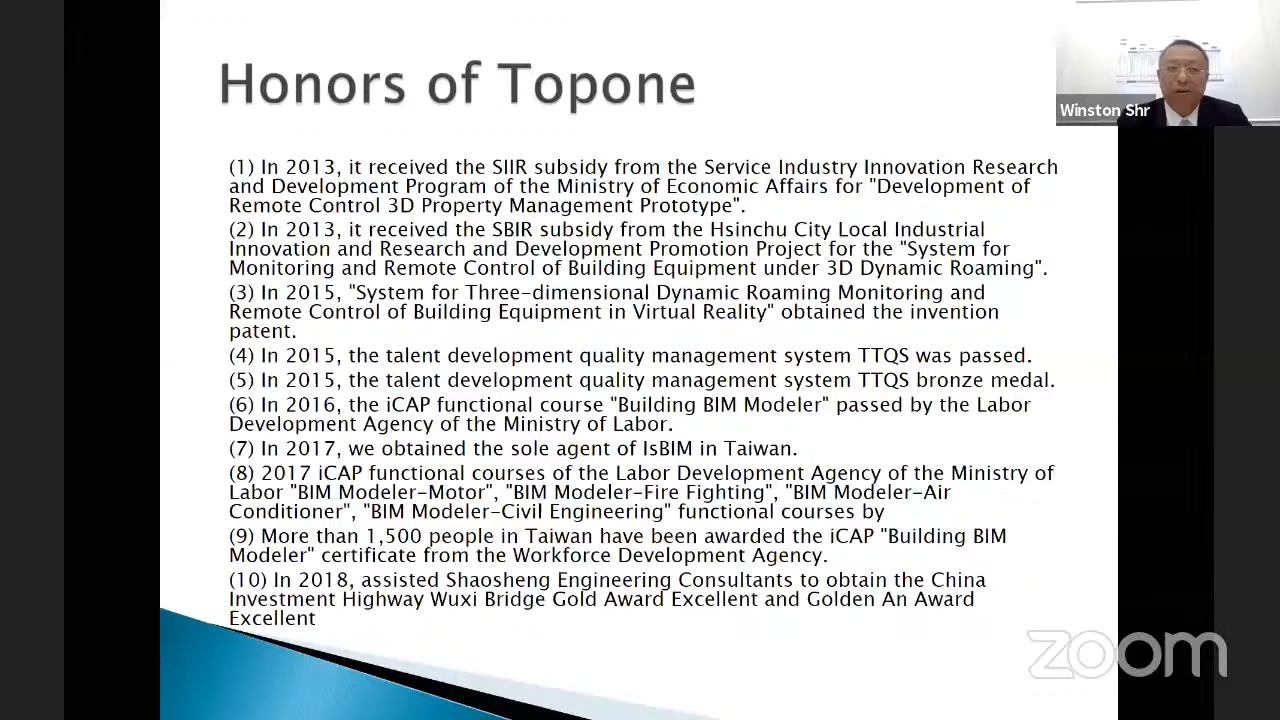 Honors of Topone
Winston Shr
(1) In 2013, it received the SIIR subsidy from the Service Industry Innovation Research
and Development Program of the Ministry of Economic Affairs for "Development of
Remote Control 3D Property Management Prototype".
(2) In 2013, it received the SBIR subsidy from the Hsinchu City Local Industrial
Innovation and Research and Development Promotion Project for the "System for
Monitoring and Remote Control of Building Equipment under 3D Dynamic Roaming".
(3) In 2015, "System for Three-dimensional Dynamic Roaming Monitoring and
Remote Control of Building Equipment in Virtual Reality" obtained the invention
patent.
(4) In 2015, the talent development quality management system TTQS was passed.
(5) In 2015, the talent development quality management system TTQS bronze medal.
(6) In 2016, the iCAP functional course "Building BIM Modeler" passed by the Labor
Development Agency of the Ministry of Labor.
(7) In 2017, we obtained the sole agent of IsBIM in Taiwan.
(8) 2017 iCAP functional courses of the Labor Development Agency of the Ministry of
Labor "BIM Modeler-Motor", "BIM Modeler-Fire Fighting", "BIM Modeler-Air
Conditioner", "BIM Modeler-Civil Engineering" functional courses by
(9) More than 1,500 people in Taiwan have been awarded the iCAP "Building BIM
Modeler" certificate from the Workforce Development Agency.
(10) In 2018, assisted Shaosheng Engineering Consultants to obtain the China
Investment Highway Wuxi Bridge Gold Award Excellent and Golden An Award
Excellent
zoom